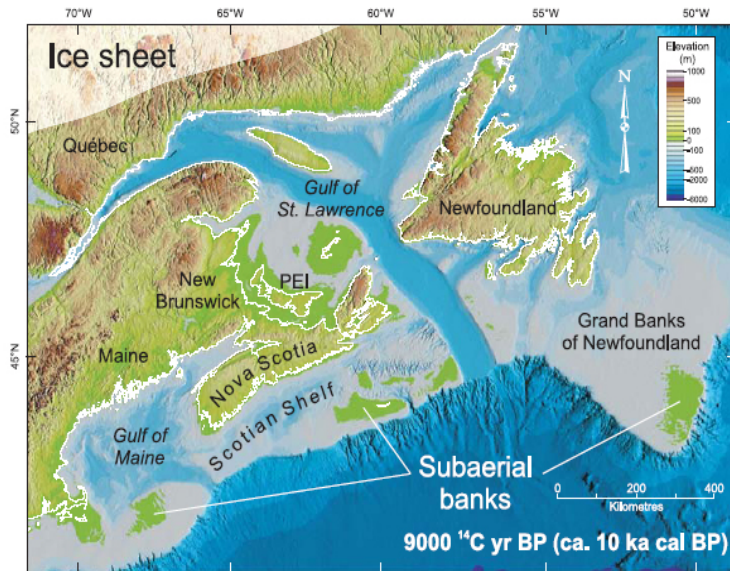 70°W 65°W 60°W 55°W 50°W
Ice sheet
Elevation
(m)
1000
500
100
0
-100
-500
-2000
-6000
N
50°N
Québec
Gulf of
St. Lawrence
Newfoundland
New
Brunswick
PEI
Grand Banks
of Newfoundland
45°N
Maine
Nova Scotia
Scotian Shelf
Gulf of
Maine
Subaerial
banks
0 200 400
Kilometres
9000 ¹⁴C yr BP (ca. 10 ka cal BP)